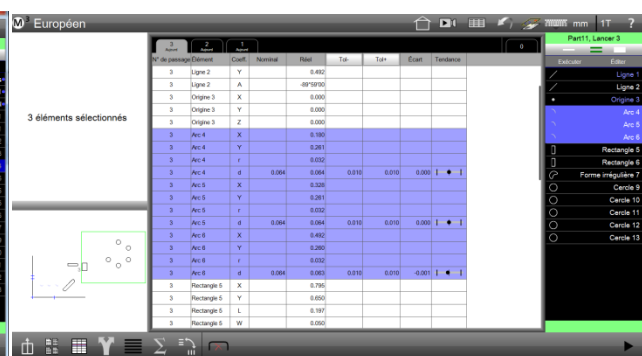 M³ Européen
mm 1T ?
3 Aujourd 2 Aujourd 1 Aujourd 0
N° de passage Élément Coeff. Nominal Réel Tol- Tol+ Écart Tendance
3 Ligne 2 Y 0.492
3 Ligne 2 A -89°59'00
3 Origine 3 X 0.000
3 Origine 3 Y 0.000
3 Origine 3 Z 0.000
3 Arc 4 X 0.180
3 Arc 4 Y 0.261
3 Arc 4 r 0.032
3 Arc 4 d 0.064 0.064 0.010 0.010 0.000
3 Arc 5 X 0.328
3 Arc 5 Y 0.261
3 Arc 5 r 0.032
3 Arc 5 d 0.064 0.064 0.010 0.010 0.000
3 Arc 6 X 0.492
3 Arc 6 Y 0.260
3 Arc 6 r 0.032
3 Arc 6 d 0.064 0.063 0.010 0.010 -0.001
3 Rectangle 5 X 0.795
3 Rectangle 5 Y 0.650
3 Rectangle 5 L 0.197
3 Rectangle 5 W 0.050
3 éléments sélectionnés
Part11, Lancer 3
Exécuter Éditer
Ligne 1
Ligne 2
Origine 3
Arc 4
Arc 5
Arc 6
Rectangle 5
Rectangle 6
Forme irrégulière 7
Cercle 9
Cercle 10
Cercle 11
Cercle 12
Cercle 13